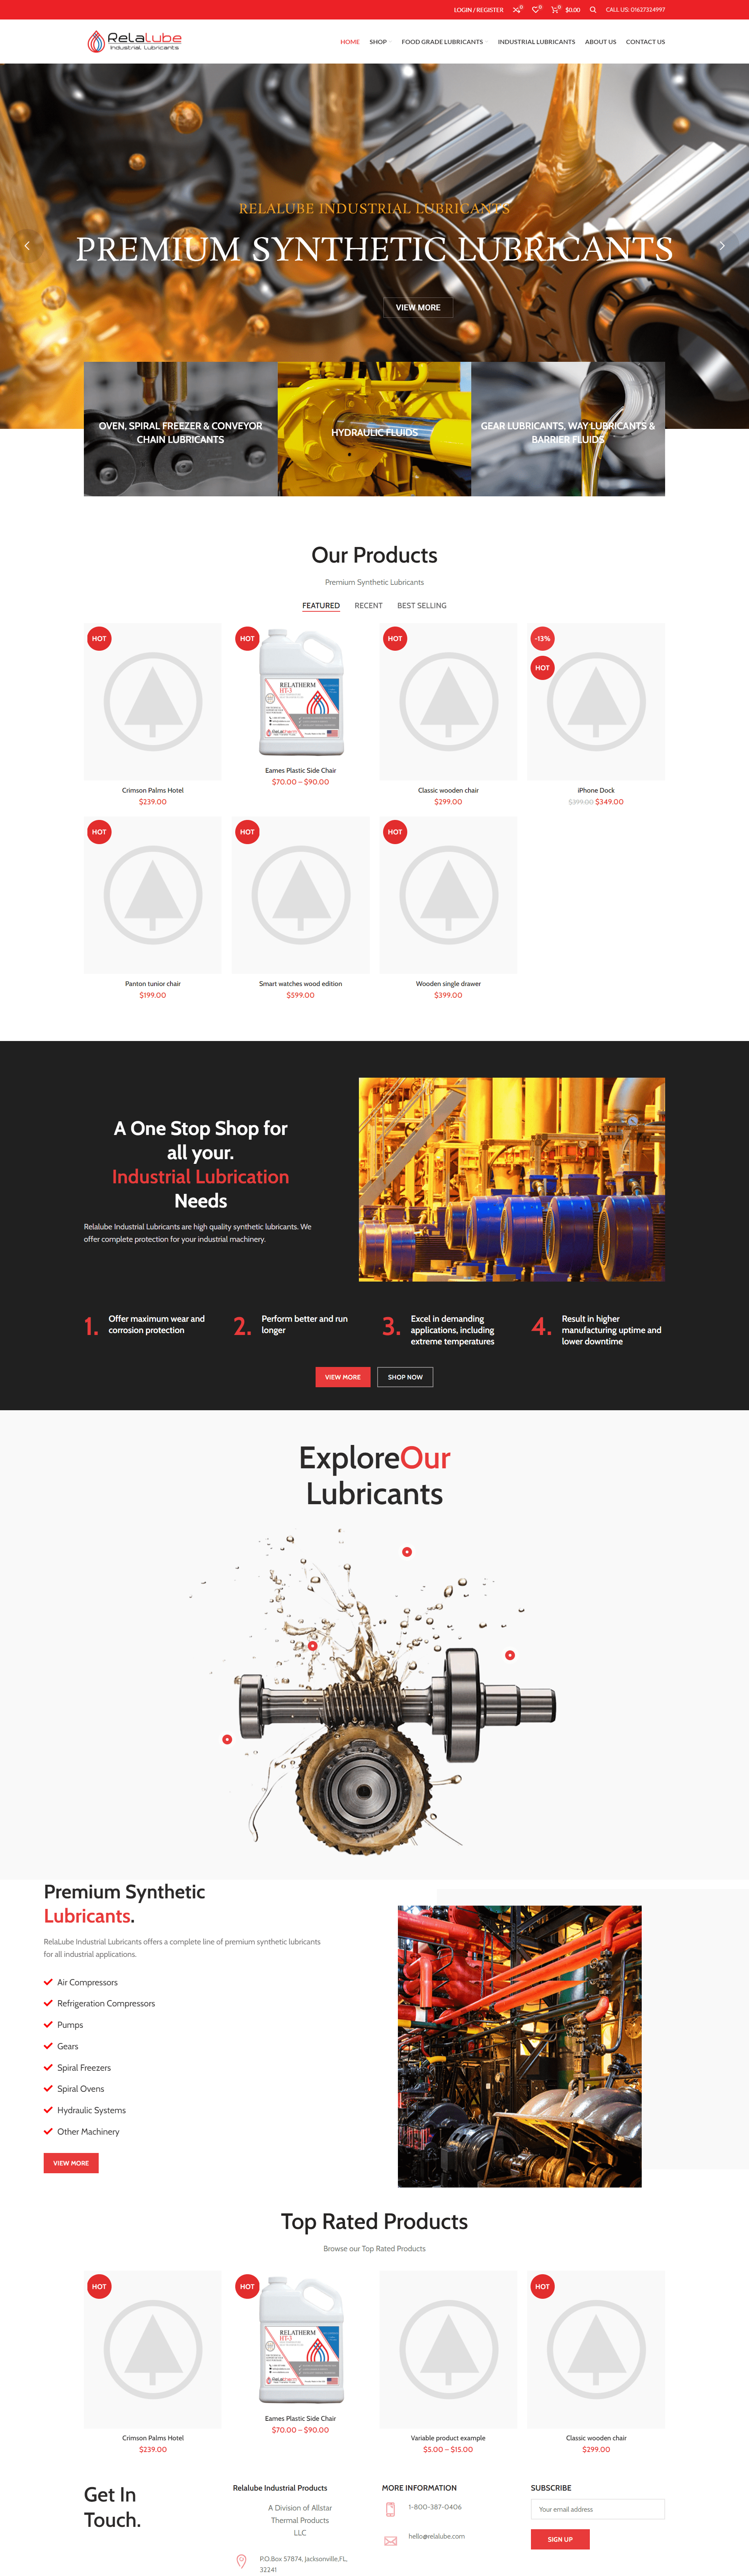 LOGIN / REGISTER 0 0 0 $0.00 CALL US: 01627324997
RelaLube
Industrial Lubricants
HOME SHOP FOOD GRADE LUBRICANTS INDUSTRIAL LUBRICANTS ABOUT US CONTACT US
RELALUBE INDUSTRIAL LUBRICANTS
PREMIUM SYNTHETIC LUBRICANTS
VIEW MORE
OVEN, SPIRAL FREEZER & CONVEYOR
CHAIN LUBRICANTS
HYDRAULIC FLUIDS
GEAR LUBRICANTS, WAY LUBRICANTS &
BARRIER FLUIDS
Our Products
Premium Synthetic Lubricants
FEATURED RECENT BEST SELLING
HOT
Crimson Palms Hotel
$239.00
HOT
RELATHERM
HT-3
Eames Plastic Side Chair
$70.00 – $90.00
HOT
Classic wooden chair
$299.00
-13%
HOT
iPhone Dock
$399.00 $349.00
HOT
Panton tunior chair
$199.00
HOT
Smart watches wood edition
$599.00
HOT
Wooden single drawer
$399.00
A One Stop Shop for
all your.
Industrial Lubrication
Needs
Relalube Industrial Lubricants are high quality synthetic lubricants. We
offer complete protection for your industrial machinery.
1. Offer maximum wear and
corrosion protection
2. Perform better and run
longer
3. Excel in demanding
applications, including
extreme temperatures
4. Result in higher
manufacturing uptime and
lower downtime
VIEW MORE SHOP NOW
ExploreOur
Lubricants
Premium Synthetic
Lubricants.
RelaLube Industrial Lubricants offers a complete line of premium synthetic lubricants
for all industrial applications.
Air Compressors
Refrigeration Compressors
Pumps
Gears
Spiral Freezers
Spiral Ovens
Hydraulic Systems
Other Machinery
VIEW MORE
Top Rated Products
Browse our Top Rated Products
HOT
Crimson Palms Hotel
$239.00
HOT
RELATHERM
HT-3
Eames Plastic Side Chair
$70.00 – $90.00
Variable product example
$5.00 – $15.00
HOT
Classic wooden chair
$299.00
Get In
Touch.
Relalube Industrial Products
A Division of Allstar
Thermal Products
LLC
P.O.Box 57874, Jacksonville,FL,
32241
MORE INFORMATION
1-800-387-0406
hello@relalube.com
SUBSCRIBE
Your email address
SIGN UP